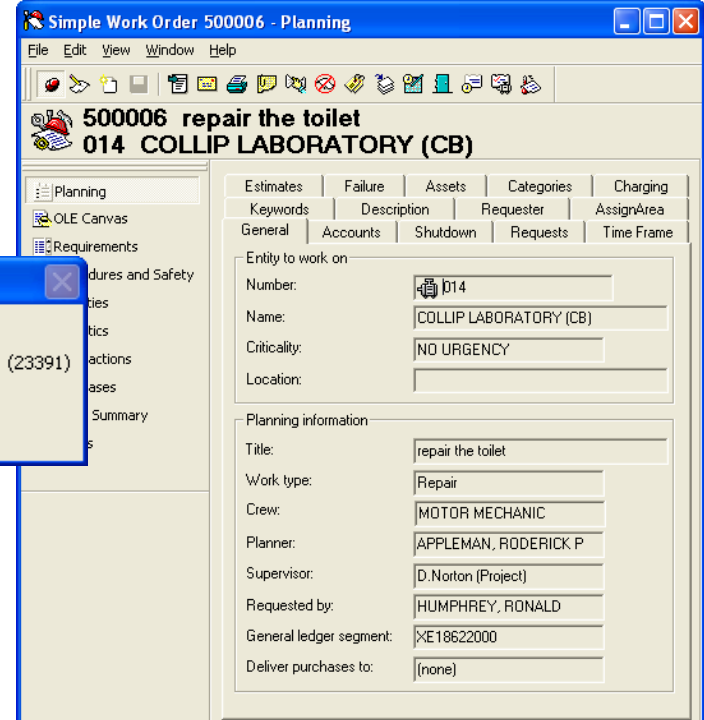 Simple Work Order 500006 - Planning
File Edit View Window Help
500006 repair the toilet
014 COLLIP LABORATORY (CB)
Planning
OLE Canvas
Requirements
dures and Safety
ties
tics
actions
ases
Summary
s
(23391)
Estimates Failure Assets Categories Charging
Keywords Description Requester AssignArea
General Accounts Shutdown Requests Time Frame
Entity to work on
Number: 014
Name: COLLIP LABORATORY (CB)
Criticality: NO URGENCY
Location:
Planning information
Title: repair the toilet
Work type: Repair
Crew: MOTOR MECHANIC
Planner: APPLEMAN, RODERICK P
Supervisor: D.Norton (Project)
Requested by: HUMPHREY, RONALD
General ledger segment: XE18622000
Deliver purchases to: (none)